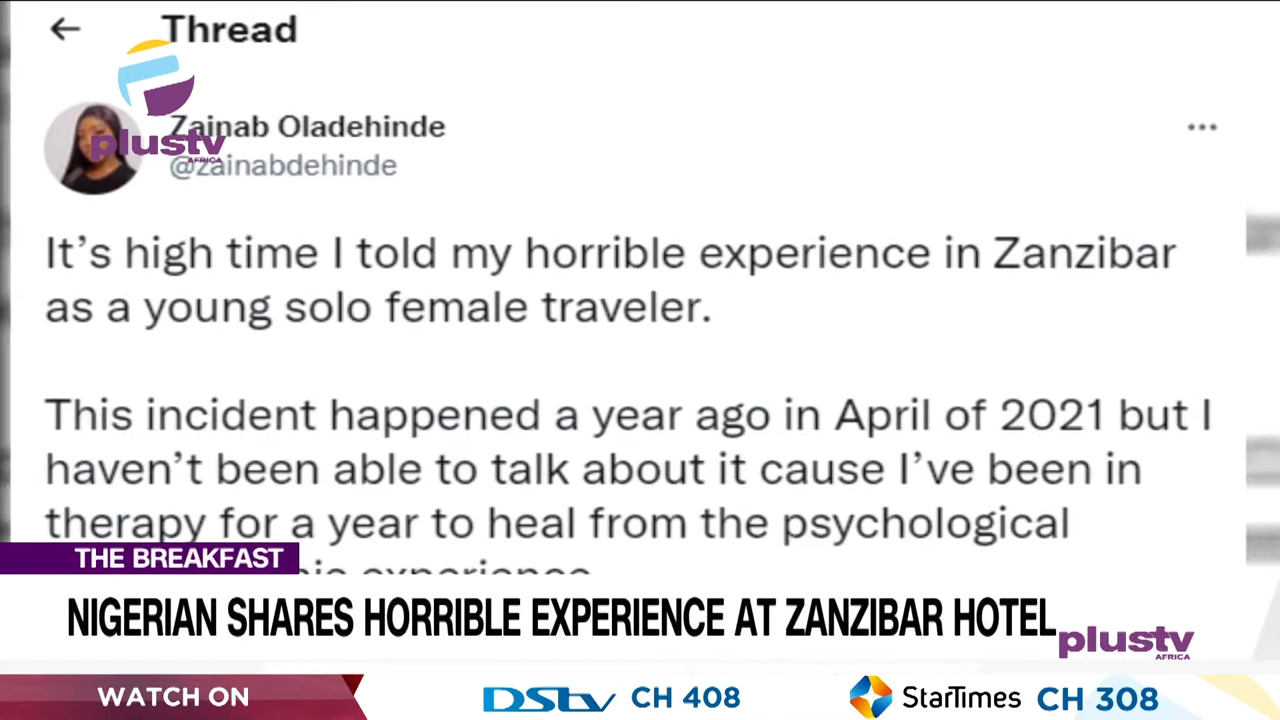 Thread
Zainab Oladehinde
plustv
AFRICA
@zainabdehinde
It's high time I told my horrible experience in Zanzibar
as a young solo female traveler.
This incident happened a year ago in April of 2021 but I
haven't been able to talk about it cause I've been in
therapy for a year to heal from the psychological
experience
THE BREAKFAST
NIGERIAN SHARES HORRIBLE EXPERIENCE AT ZANZIBAR HOTEL
plustv
AFRICA
WATCH ON
DStv CH 408
StarTimes CH 308